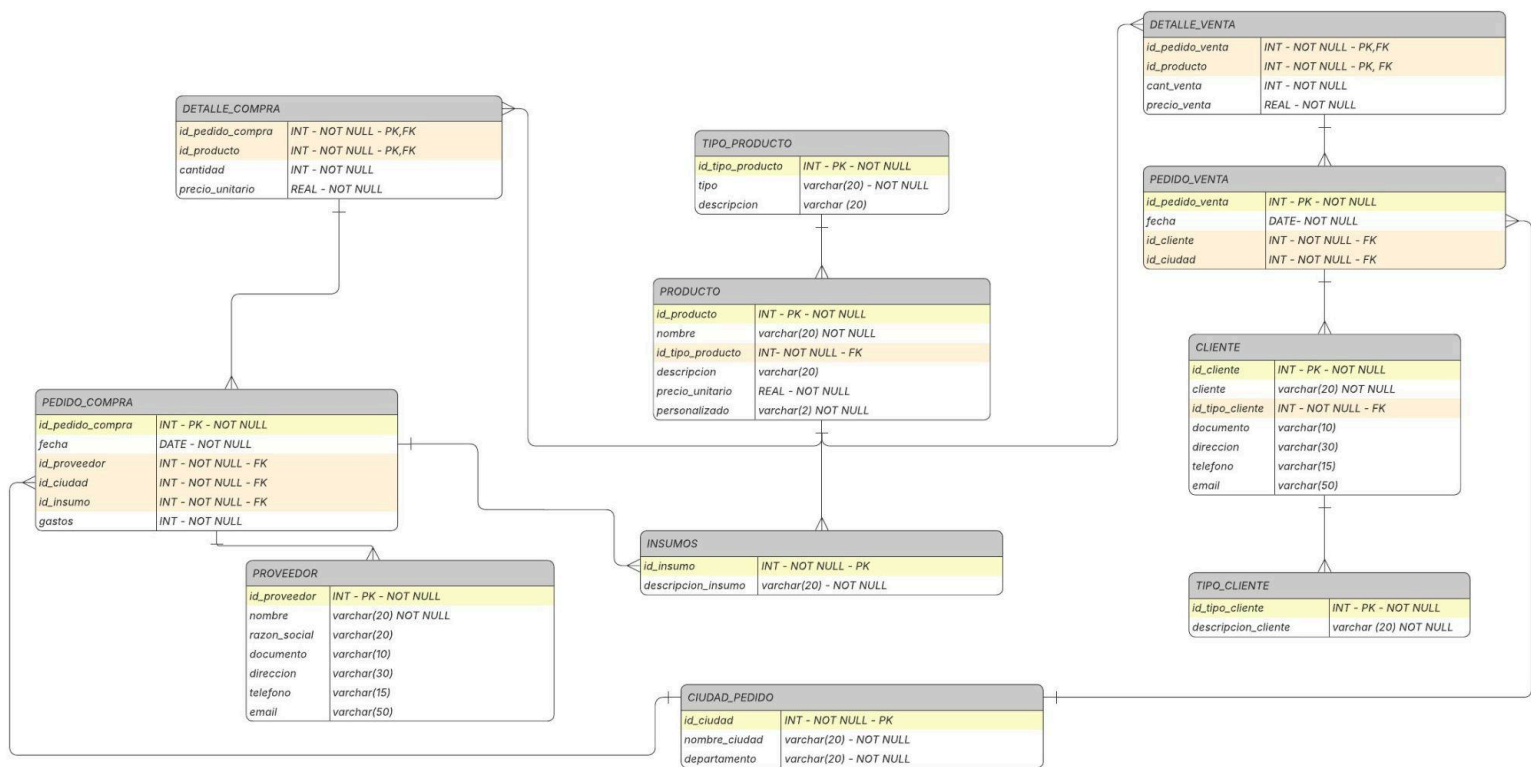 DETALLE_VENTA
id_pedido_venta INT - NOT NULL - PK,FK
id_producto INT - NOT NULL - PK, FK
cant_venta INT - NOT NULL
precio_venta REAL - NOT NULL
DETALLE_COMPRA
id_pedido_compra INT - NOT NULL - PK,FK
id_producto INT - NOT NULL - PK,FK
cantidad INT - NOT NULL
precio_unitario REAL - NOT NULL
TIPO_PRODUCTO
id_tipo_producto INT - PK - NOT NULL
tipo varchar(20) - NOT NULL
descripcion varchar (20)
PEDIDO_VENTA
id_pedido_venta INT - PK - NOT NULL
fecha DATE- NOT NULL
id_cliente INT - NOT NULL - FK
id_ciudad INT - NOT NULL - FK
PRODUCTO
id_producto INT - PK - NOT NULL
nombre varchar(20) NOT NULL
id_tipo_producto INT- NOT NULL - FK
descripcion varchar(20)
precio_unitario REAL - NOT NULL
personalizado varchar(2) NOT NULL
CLIENTE
id_cliente INT - PK - NOT NULL
cliente varchar(20) NOT NULL
id_tipo_cliente INT - NOT NULL - FK
documento varchar(10)
direccion varchar(30)
telefono varchar(15)
email varchar(50)
PEDIDO_COMPRA
id_pedido_compra INT - PK - NOT NULL
fecha DATE - NOT NULL
id_proveedor INT - NOT NULL - FK
id_ciudad INT - NOT NULL - FK
id_insumo INT - NOT NULL - FK
gastos INT - NOT NULL
INSUMOS
id_insumo INT - NOT NULL - PK
descripcion_insumo varchar(20) - NOT NULL
PROVEEDOR
id_proveedor INT - PK - NOT NULL
nombre varchar(20) NOT NULL
razon_social varchar(20)
documento varchar(10)
direccion varchar(30)
telefono varchar(15)
email varchar(50)
TIPO_CLIENTE
id_tipo_cliente INT - PK - NOT NULL
descripcion_cliente varchar (20) NOT NULL
CIUDAD_PEDIDO
id_ciudad INT - NOT NULL - PK
nombre_ciudad varchar(20) - NOT NULL
departamento varchar(20) - NOT NULL